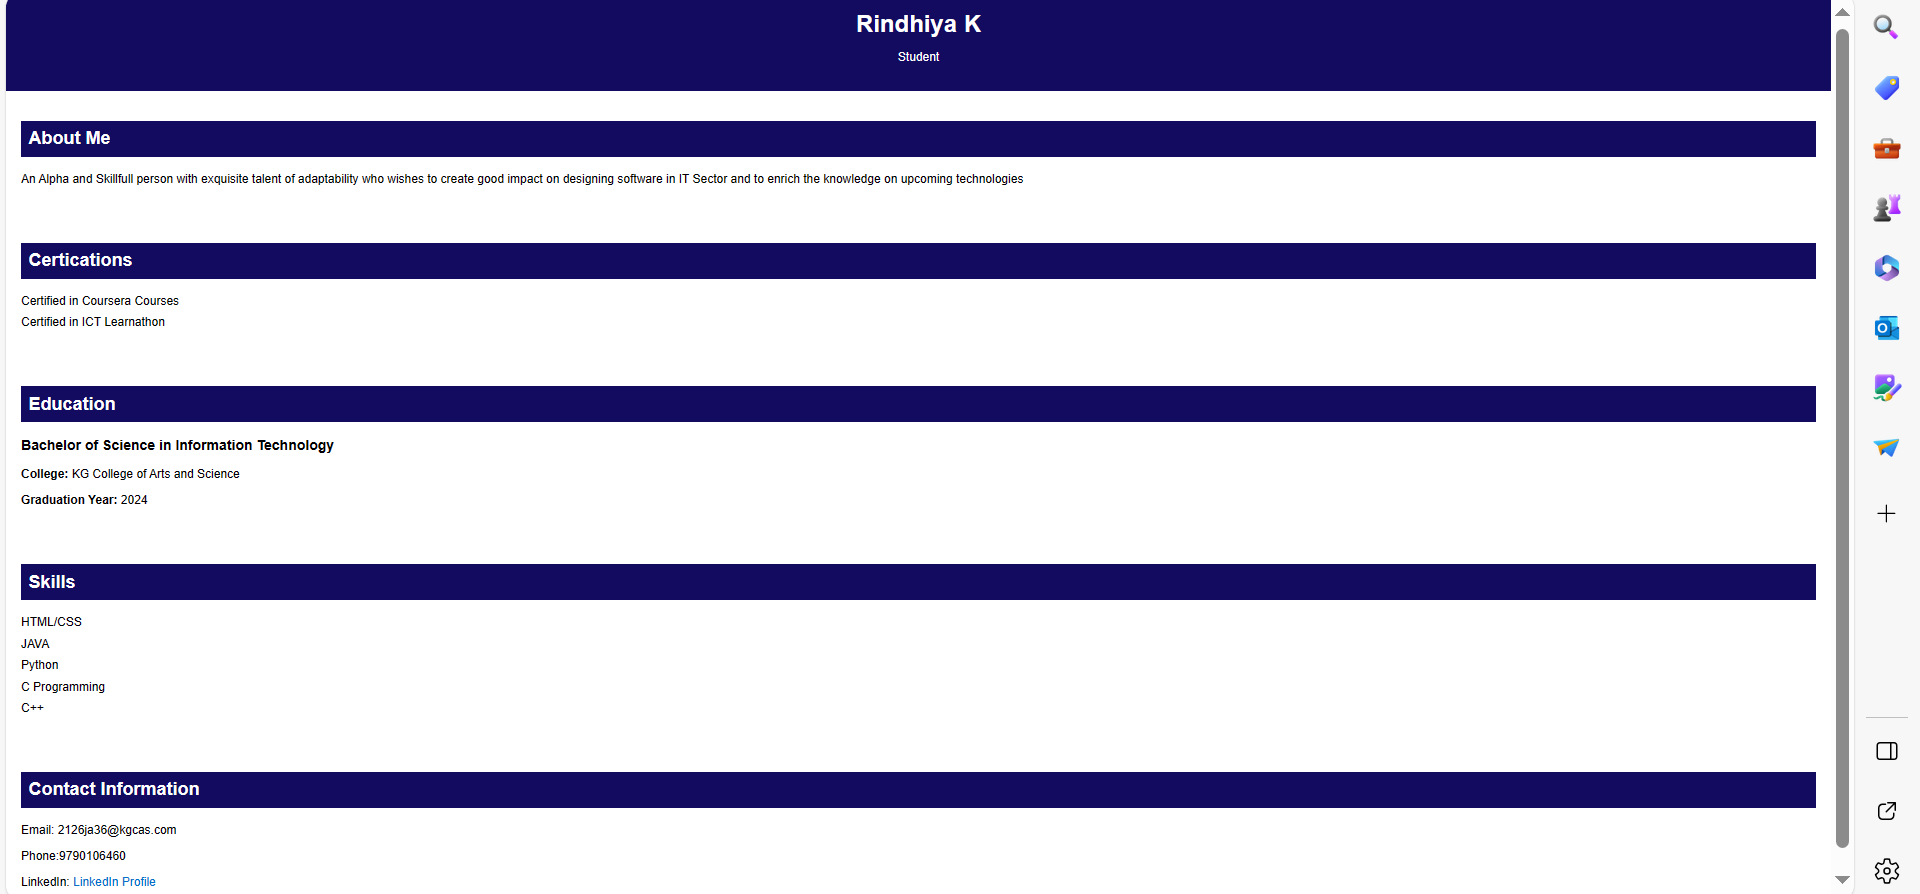 Rindhiya K
Student
About Me
An Alpha and Skillfull person with exquisite talent of adaptability who wishes to create good impact on designing software in IT Sector and to enrich the knowledge on upcoming technologies
Certications
Certified in Coursera Courses
Certified in ICT Learnathon
Education
Bachelor of Science in Information Technology
College: KG College of Arts and Science
Graduation Year: 2024
Skills
HTML/CSS
JAVA
Python
C Programming
C++
Contact Information
Email: 2126ja36@kgcas.com
Phone:9790106460
LinkedIn: LinkedIn Profile